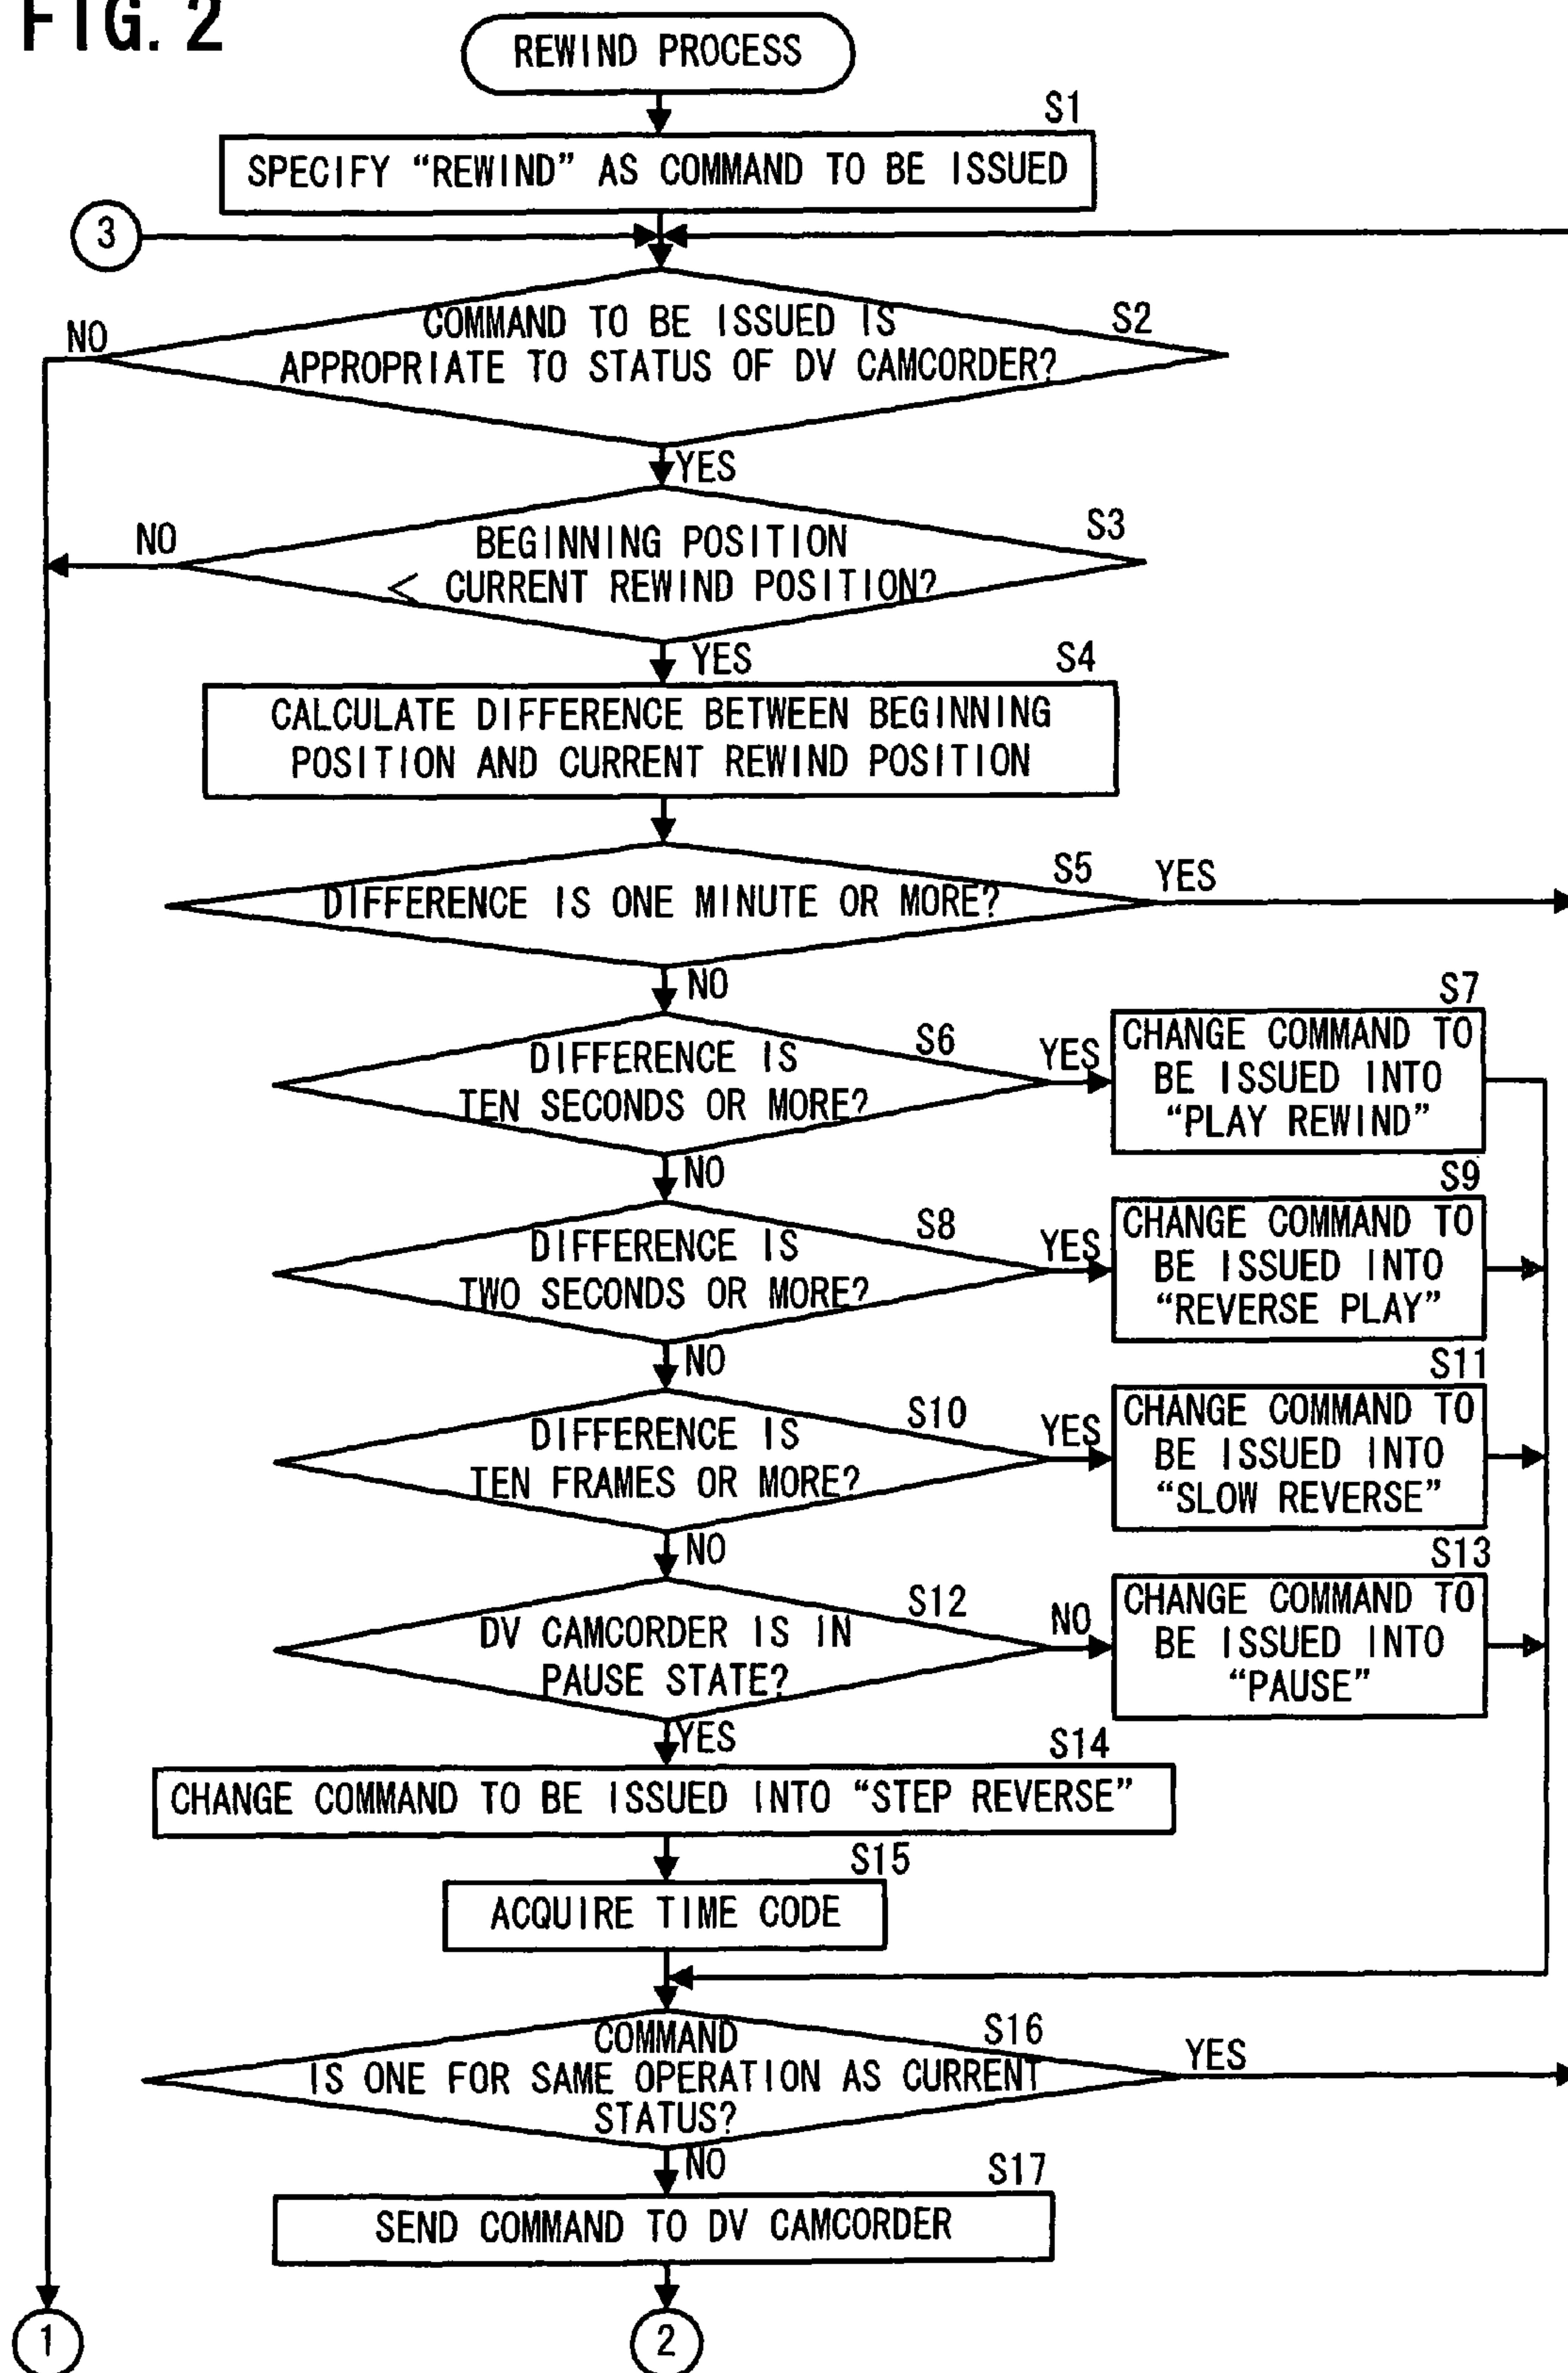 FIG. 2
REWIND PROCESS
S1
SPECIFY “REWIND” AS COMMAND TO BE ISSUED
3
S2
COMMAND TO BE ISSUED IS
APPROPRIATE TO STATUS OF DV CAMCORDER?
NO
YES
S3
BEGINNING POSITION
< CURRENT REWIND POSITION?
NO
YES
S4
CALCULATE DIFFERENCE BETWEEN BEGINNING
POSITION AND CURRENT REWIND POSITION
S5
DIFFERENCE IS ONE MINUTE OR MORE?
YES
NO
S6
DIFFERENCE IS
TEN SECONDS OR MORE?
YES
S7
CHANGE COMMAND TO
BE ISSUED INTO
“PLAY REWIND”
NO
S8
DIFFERENCE IS
TWO SECONDS OR MORE?
YES
S9
CHANGE COMMAND TO
BE ISSUED INTO
“REVERSE PLAY”
NO
S10
DIFFERENCE IS
TEN FRAMES OR MORE?
YES
S11
CHANGE COMMAND TO
BE ISSUED INTO
“SLOW REVERSE”
NO
S12
DV CAMCORDER IS IN
PAUSE STATE?
NO
S13
CHANGE COMMAND TO
BE ISSUED INTO
“PAUSE”
YES
S14
CHANGE COMMAND TO BE ISSUED INTO “STEP REVERSE”
S15
ACQUIRE TIME CODE
S16
COMMAND
IS ONE FOR SAME OPERATION AS CURRENT
STATUS?
YES
NO
S17
SEND COMMAND TO DV CAMCORDER
1
2